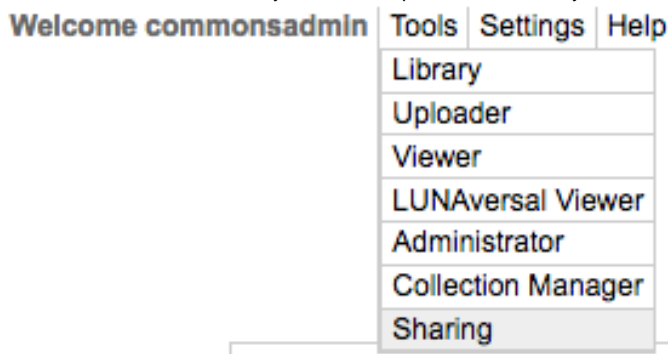 Welcome commonsadmin Tools Settings Help
Library
Uploader
Viewer
LUNAversal Viewer
Administrator
Collection Manager
Sharing